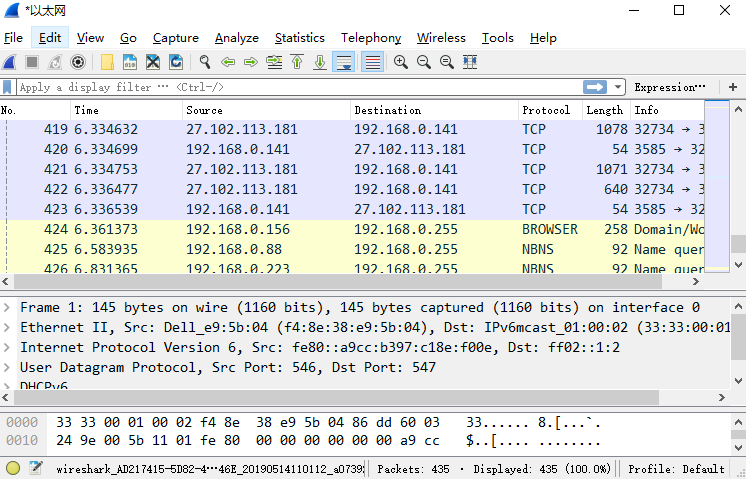 *以太网
File Edit View Go Capture Analyze Statistics Telephony Wireless Tools Help
Apply a display filter ⋯ <Ctrl-/> Expression⋯ +
No. Time Source Destination Protocol Length Info
419 6.334632 27.102.113.181 192.168.0.141 TCP 1078 32734 → 3
420 6.334699 192.168.0.141 27.102.113.181 TCP 54 3585 → 32
421 6.334753 27.102.113.181 192.168.0.141 TCP 1071 32734 → 3
422 6.336477 27.102.113.181 192.168.0.141 TCP 640 32734 → 3
423 6.336539 192.168.0.141 27.102.113.181 TCP 54 3585 → 32
424 6.361373 192.168.0.156 192.168.0.255 BROWSER 258 Domain/Wo
425 6.583935 192.168.0.88 192.168.0.255 NBNS 92 Name quer
426 6.831365 192.168.0.223 192.168.0.255 NBNS 92 Name quer
Frame 1: 145 bytes on wire (1160 bits), 145 bytes captured (1160 bits) on interface 0
Ethernet II, Src: Dell_e9:5b:04 (f4:8e:38:e9:5b:04), Dst: IPv6mcast_01:00:02 (33:33:00:01
Internet Protocol Version 6, Src: fe80::a9cc:b397:c18e:f00e, Dst: ff02::1:2
User Datagram Protocol, Src Port: 546, Dst Port: 547
DHCPv6
0000 33 33 00 01 00 02 f4 8e 38 e9 5b 04 86 dd 60 03 33...... 8.[...`.
0010 24 9e 00 5b 11 01 fe 80 00 00 00 00 00 00 a9 cc $..[.... ........
wireshark_AD217415-5D82-4⋯46E_20190514110112_a0739 Packets: 435 · Displayed: 435 (100.0%) Profile: Default